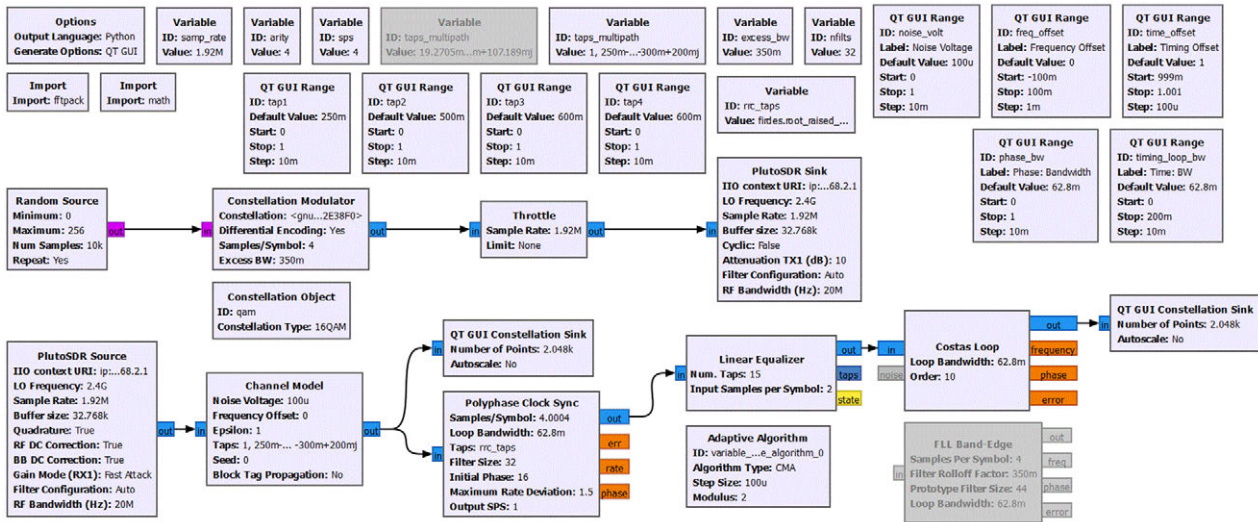 Options
Output Language: Python
Generate Options: QT GUI
Variable
ID: samp_rate
Value: 1.92M
Variable
ID: arity
Value: 4
Variable
ID: sps
Value: 4
Variable
ID: taps_multipath
Value: 19.2705m...m+107.189mj
Variable
ID: taps_multipath
Value: 1, 250m-...-300m+200mj
Variable
ID: excess_bw
Value: 350m
Variable
ID: nfilts
Value: 32
QT GUI Range
ID: noise_volt
Label: Noise Voltage
Default Value: 100u
Start: 0
Stop: 1
Step: 10m
QT GUI Range
ID: freq_offset
Label: Frequency Offset
Default Value: 0
Start: -100m
Stop: 100m
Step: 1m
QT GUI Range
ID: time_offset
Label: Timing Offset
Default Value: 1
Start: 999m
Stop: 1.001
Step: 100u
Import
Import: fftpack
Import
Import: math
QT GUI Range
ID: tap1
Default Value: 250m
Start: 0
Stop: 1
Step: 10m
QT GUI Range
ID: tap2
Default Value: 500m
Start: 0
Stop: 1
Step: 10m
QT GUI Range
ID: tap3
Default Value: 600m
Start: 0
Stop: 1
Step: 10m
QT GUI Range
ID: tap4
Default Value: 600m
Start: 0
Stop: 1
Step: 10m
Variable
ID: rrc_taps
Value: firdes.root_raised_...
QT GUI Range
ID: phase_bw
Label: Phase: Bandwidth
Default Value: 62.8m
Start: 0
Stop: 1
Step: 10m
QT GUI Range
ID: timing_loop_bw
Label: Time: BW
Default Value: 62.8m
Start: 0
Stop: 200m
Step: 10m
Random Source
Minimum: 0
Maximum: 256
Num Samples: 10k
Repeat: Yes
out
in
Constellation Modulator
Constellation: <gnu...2E38F0>
Differential Encoding: Yes
Samples/Symbol: 4
Excess BW: 350m
out
in
Throttle
Sample Rate: 1.92M
Limit: None
out
in
PlutoSDR Sink
IIO context URI: ip:...68.2.1
LO Frequency: 2.4G
Sample Rate: 1.92M
Buffer size: 32.768k
Cyclic: False
Attenuation TX1 (dB): 10
Filter Configuration: Auto
RF Bandwidth (Hz): 20M
Constellation Object
ID: qam
Constellation Type: 16QAM
PlutoSDR Source
IIO context URI: ip:...68.2.1
LO Frequency: 2.4G
Sample Rate: 1.92M
Buffer size: 32.768k
Quadrature: True
RF DC Correction: True
BB DC Correction: True
Gain Mode (RX1): Fast Attack
Filter Configuration: Auto
RF Bandwidth (Hz): 20M
out
in
Channel Model
Noise Voltage: 100u
Frequency Offset: 0
Epsilon: 1
Taps: 1, 250m-... -300m+200mj
Seed: 0
Block Tag Propagation: No
out
in
QT GUI Constellation Sink
Number of Points: 2.048k
Autoscale: No
in
Polyphase Clock Sync
Samples/Symbol: 4.0004
Loop Bandwidth: 62.8m
Taps: rrc_taps
Filter Size: 32
Initial Phase: 16
Maximum Rate Deviation: 1.5
Output SPS: 1
out
err
rate
phase
in
Linear Equalizer
Num. Taps: 15
Input Samples per Symbol: 2
out
taps
state
Adaptive Algorithm
ID: variable_...e_algorithm_0
Algorithm Type: CMA
Step Size: 100u
Modulus: 2
in
noise
Costas Loop
Loop Bandwidth: 62.8m
Order: 10
out
frequency
phase
error
in
QT GUI Constellation Sink
Number of Points: 2.048k
Autoscale: No
in
FLL Band-Edge
Samples Per Symbol: 4
Filter Rolloff Factor: 350m
Prototype Filter Size: 44
Loop Bandwidth: 62.8m
out
freq
phase
error